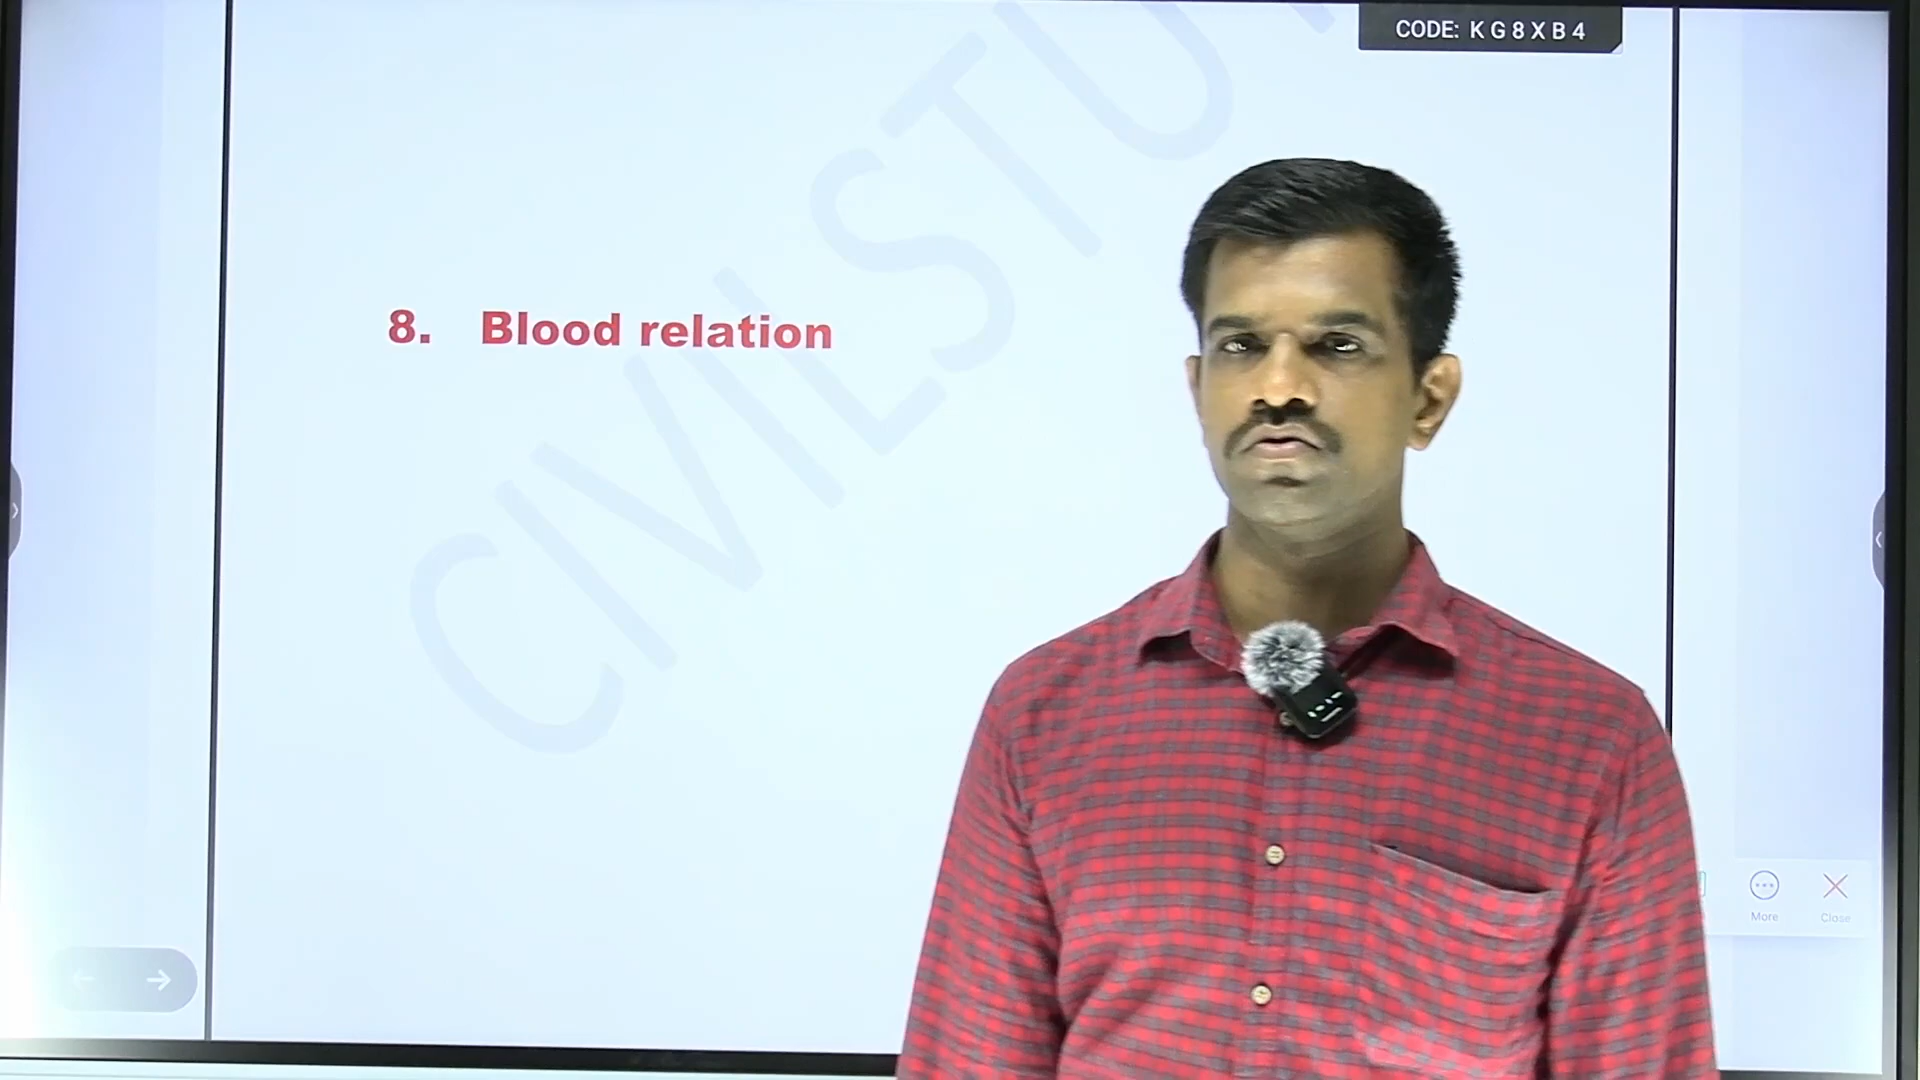 CODE: K G 8 X B 4
8. Blood relation
CIVILSTU
More
Close